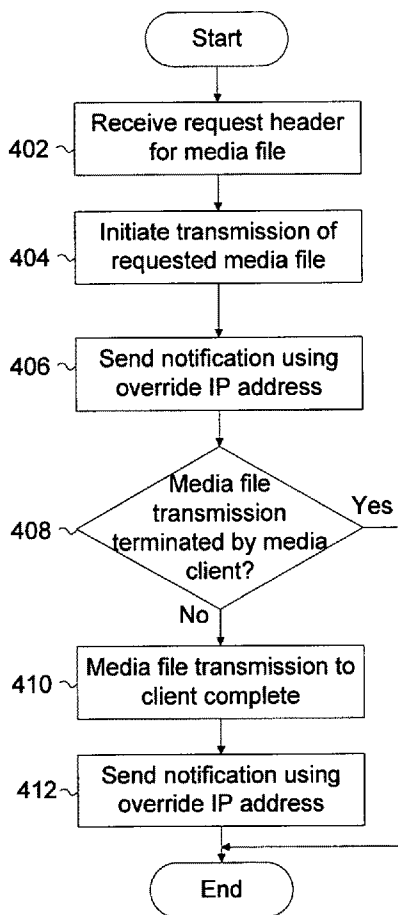 Start
402
Receive request header
for media file
404
Initiate transmission of
requested media file
406
Send notification using
override IP address
408
Media file
transmission
terminated by media
client?
Yes
No
410
Media file transmission to
client complete
412
Send notification using
override IP address
End